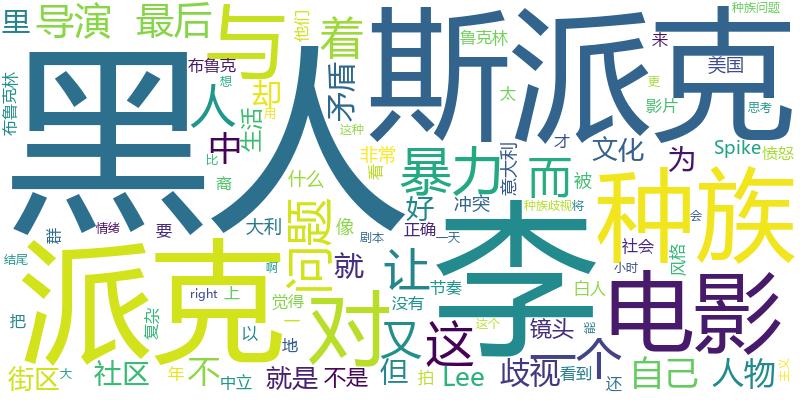 里 导演 最后 与 着 他们 鲁克林 斯派克 来 种族问题
布鲁克林 黑人 人 却 布鲁克 想 用 矛盾 太 影片 美国 思考 更
中 生活 这种 非常 看 暴力 意大利 才 文化 为 Spike 愤怒
比 裔 什么 而 被 好 冲突 种族
群 要 情绪 大利 问题 像 剧本 正确 一天 李 种族歧视 将 社会 会
派克 结尾 啊 就 让 节奏 小时 风格 电影
right 上 觉得 没有 白人
把 复杂 以 地 一 对 又 这 这个 镜头 一个 能
街区 大 社区 年 不 中立 就是 不是 但 拍 Lee 歧视 看到 还 自己 人物 主义